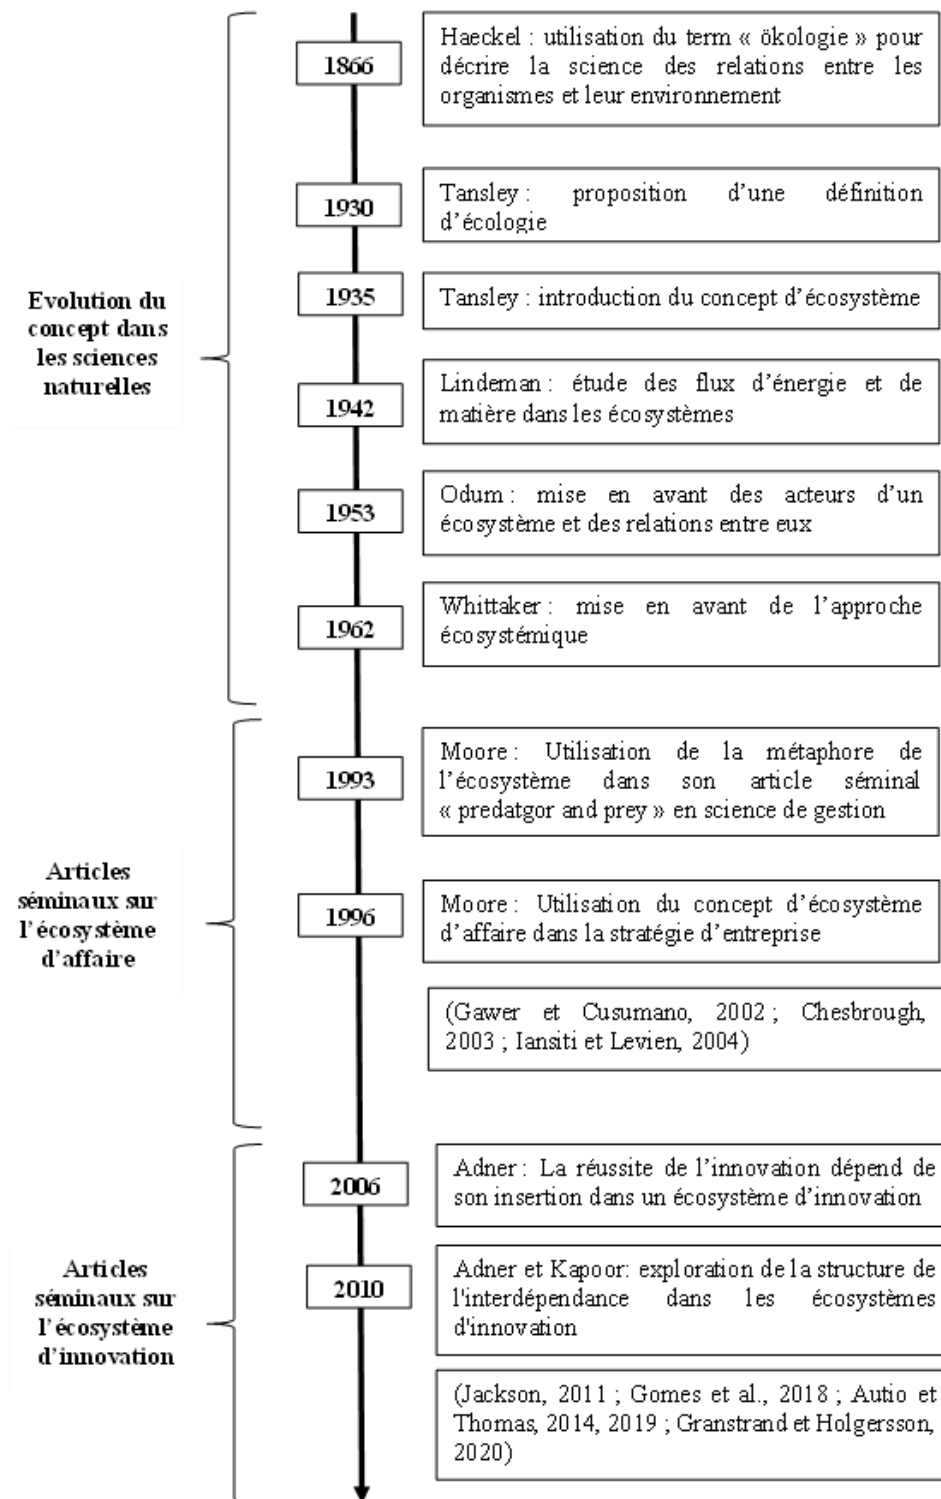 1866
Haeckel : utilisation du term « ökologie » pour
décrire la science des relations entre les
organismes et leur environnement
1930
Tansley : proposition d'une définition
d'écologie
Evolution du
concept dans
les sciences
naturelles
1935
Tansley : introduction du concept d'écosystème
1942
Lindeman : étude des flux d'énergie et de
matière dans les écosystèmes
1953
Odum : mise en avant des acteurs d'un
écosystème et des relations entre eux
1962
Whittaker : mise en avant de l'approche
écosystémique
Articles
séminaux sur
l'écosystème
d'affaire
1993
Moore : Utilisation de la métaphore de
l'écosystème dans son article séminal
« predatgor and prey » en science de gestion
1996
Moore : Utilisation du concept d'écosystème
d'affaire dans la stratégie d'entreprise
(Gawer et Cusumano, 2002 ; Chesbrough,
2003 ; Iansiti et Levien, 2004)
Articles
séminaux sur
l'écosystème
d'innovation
2006
Adner : La réussite de l'innovation dépend de
son insertion dans un écosystème d'innovation
2010
Adner et Kapoor: exploration de la structure de
l'interdépendance dans les écosystèmes
d'innovation
(Jackson, 2011 ; Gomes et al., 2018 ; Autio et
Thomas, 2014, 2019 ; Granstrand et Holgersson,
2020)